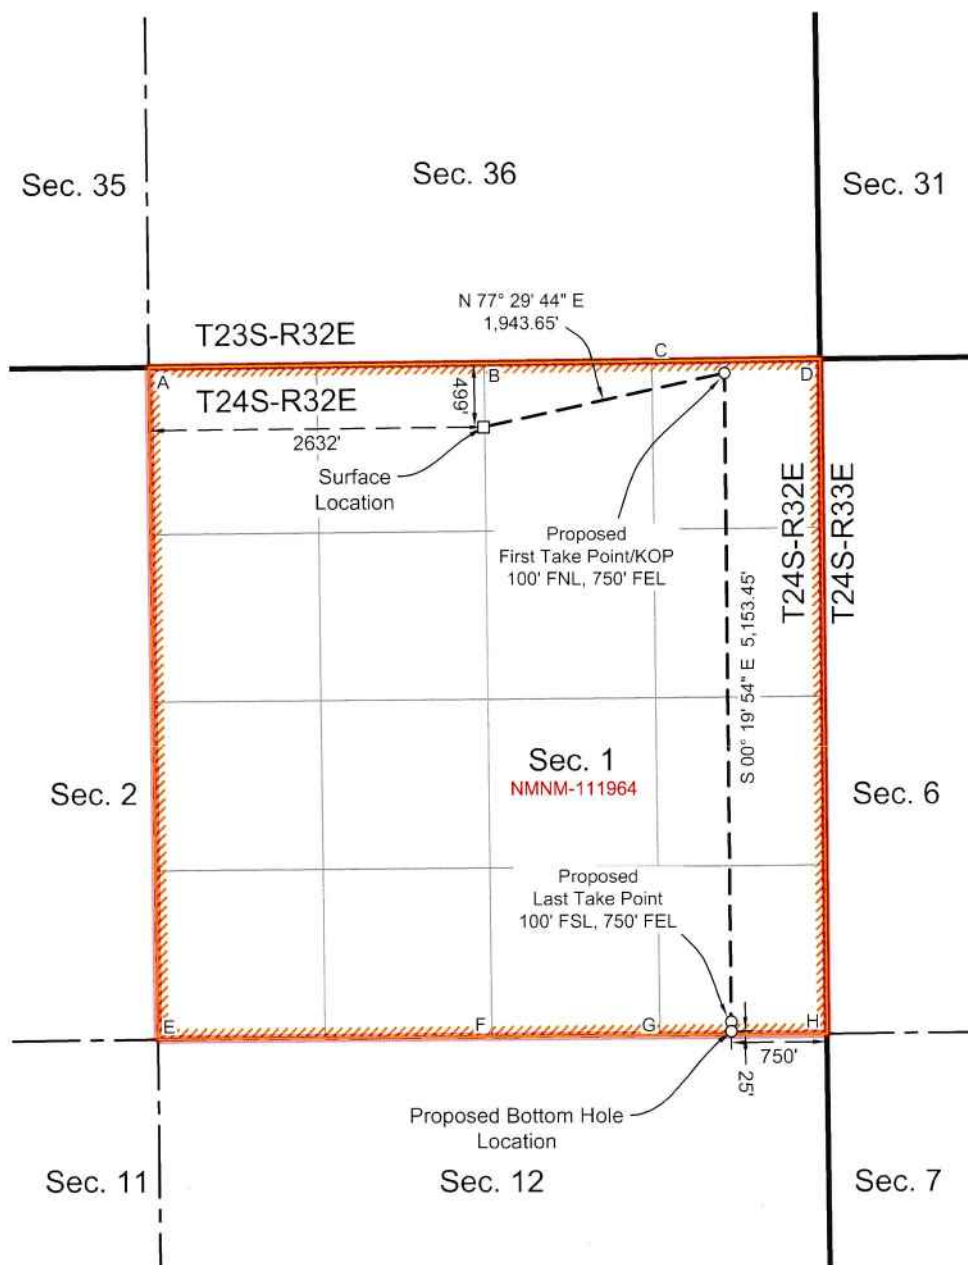 Sec. 35
Sec. 36
Sec. 31
N 77° 29' 44" E
1,943.65'
T23S-R32E
C
A
B
D
T24S-R32E
499'
2632'
Surface
Location
Proposed
First Take Point/KOP
100' FNL, 750' FEL
T24S-R32E
T24S-R33E
S 00° 19' 54" E 5,153.45'
Sec. 1
NMNM-111964
Sec. 2
Sec. 6
Proposed
Last Take Point
100' FSL, 750' FEL
E
F
G
H
750'
25'
Proposed Bottom Hole
Location
Sec. 11
Sec. 12
Sec. 7